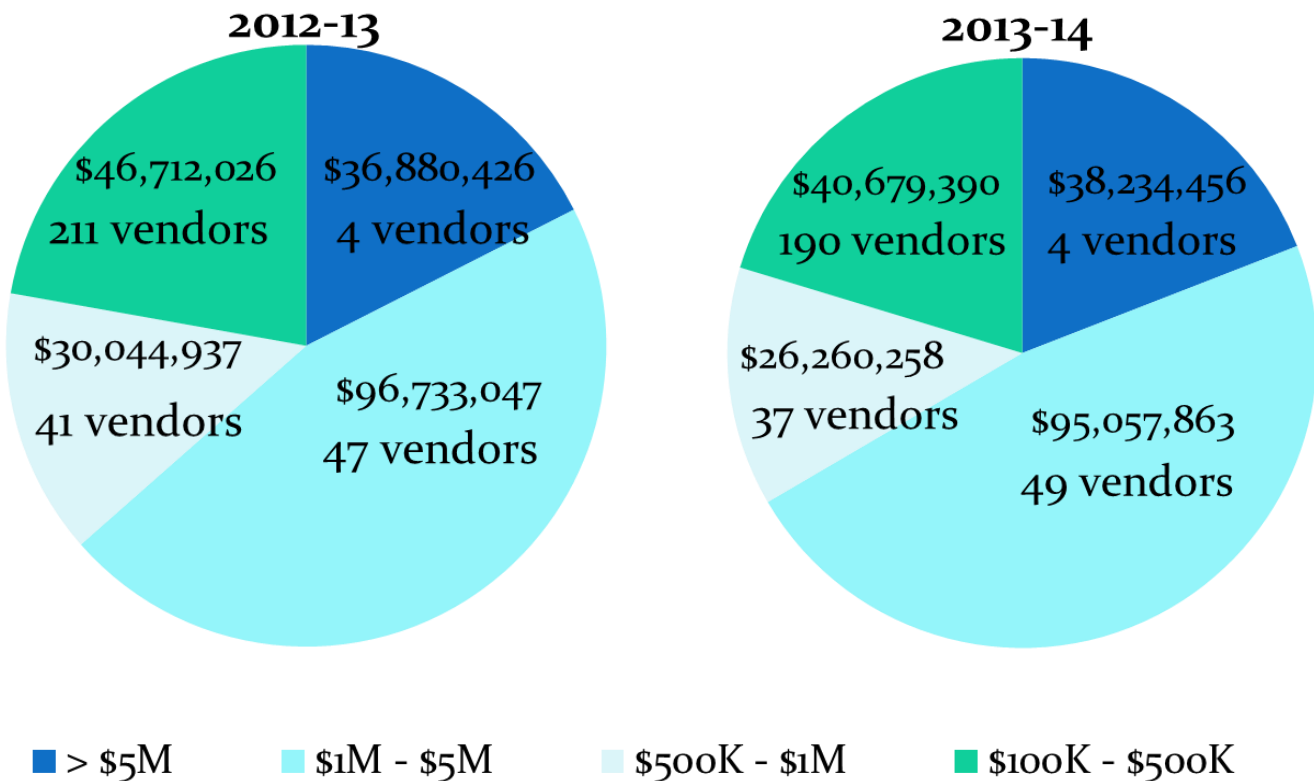 2012-13
$46,712,026
211 vendors
$36,880,426
4 vendors
$30,044,937
41 vendors
$96,733,047
47 vendors
2013-14
$40,679,390
190 vendors
$38,234,456
4 vendors
$26,260,258
37 vendors
$95,057,863
49 vendors
> $5M
$1M - $5M
$500K - $1M
$100K - $500K